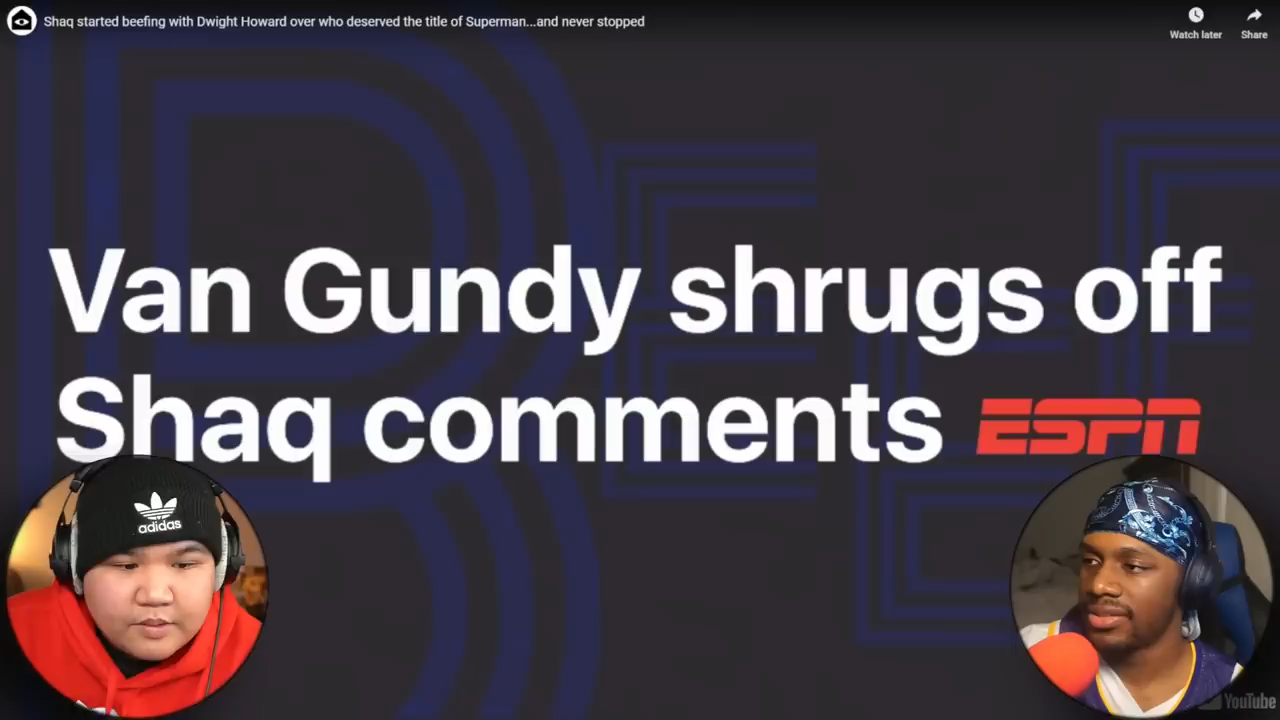 Shaq started beefing with Dwight Howard over who deserved the title of Superman...and never stopped
Watch later
Share
Van Gundy shrugs off
Shaq comments ESPN
adidas
YouTube